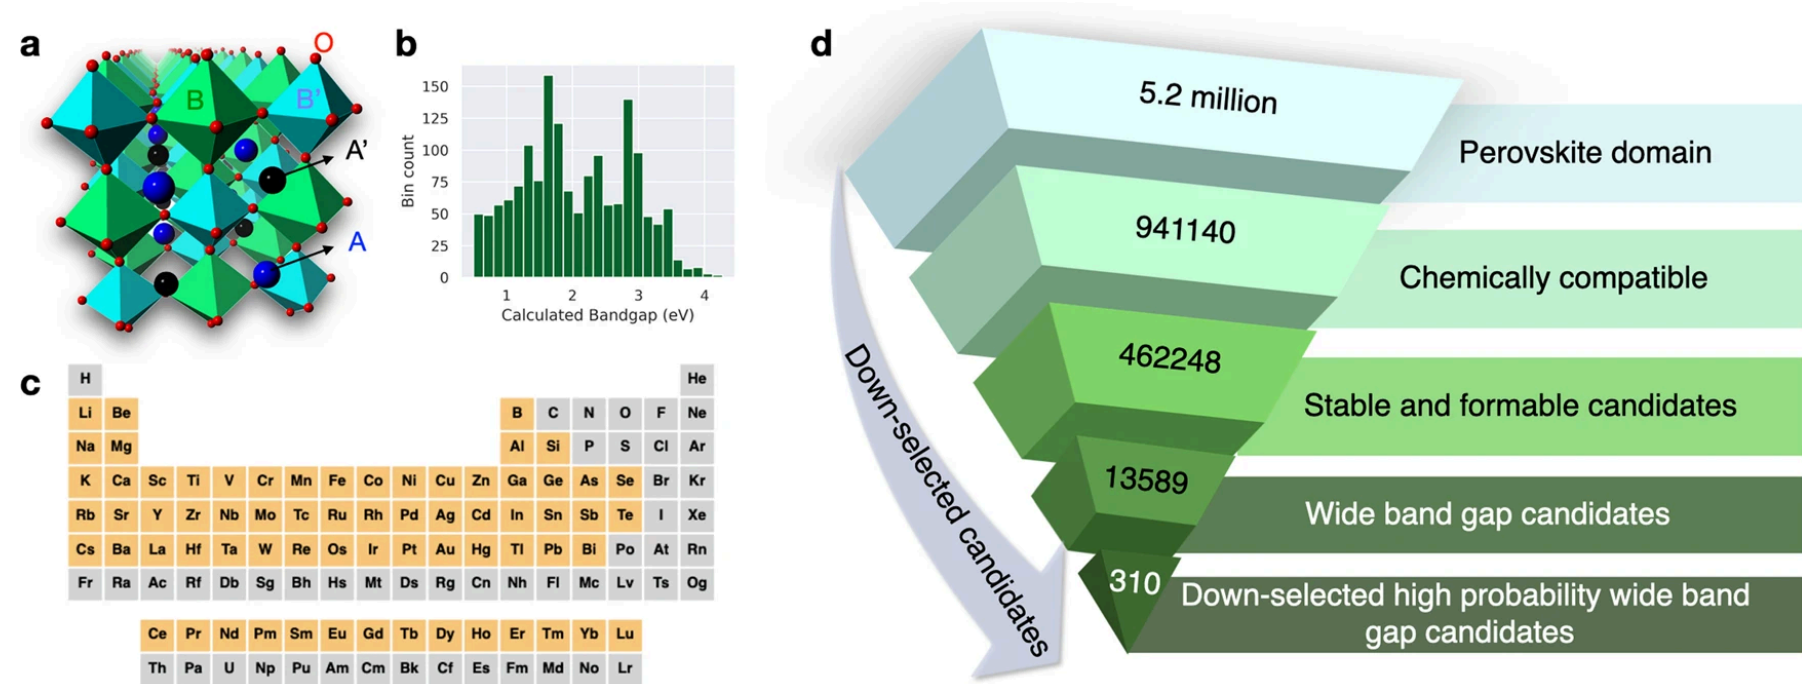 a
O
B
B'
A'
A
b
150
125
100
75
50
25
0
Bin count
1 2 3 4
Calculated Bandgap (eV)
c
H He
Li Be B C N O F Ne
Na Mg Al Si P S Cl Ar
K Ca Sc Ti V Cr Mn Fe Co Ni Cu Zn Ga Ge As Se Br Kr
Rb Sr Y Zr Nb Mo Tc Ru Rh Pd Ag Cd In Sn Sb Te I Xe
Cs Ba La Hf Ta W Re Os Ir Pt Au Hg Tl Pb Bi Po At Rn
Fr Ra Ac Rf Db Sg Bh Hs Mt Ds Rg Cn Nh Fl Mc Lv Ts Og
Ce Pr Nd Pm Sm Eu Gd Tb Dy Ho Er Tm Yb Lu
Th Pa U Np Pu Am Cm Bk Cf Es Fm Md No Lr
d
5.2 million
Perovskite domain
941140
Chemically compatible
462248
Stable and formable candidates
13589
Wide band gap candidates
310
Down-selected high probability wide band
gap candidates
Down-selected candidates